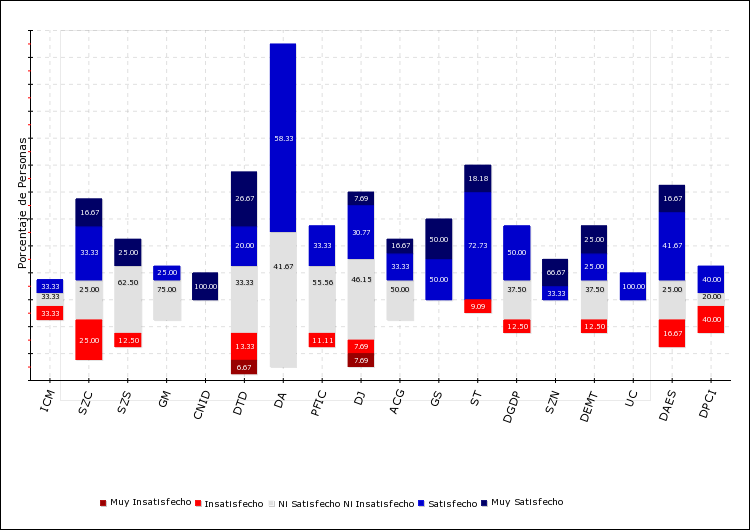 Porcentaje de Personas
58.33
18.18
26.67 7.69
16.67 16.67
33.33 20.00 33.33 30.77 72.73 50.00 41.67
25.00 16.67 50.00 25.00
62.50 25.00 41.67 33.33 66.67 25.00 40.00
33.33 25.00 75.00 100.00 33.33 55.56 46.15 50.00 50.00 37.50 33.33 37.50 100.00 25.00 20.00
33.33
33.33 9.09 40.00
25.00 12.50 13.33 11.11 7.69 12.50 12.50 16.67
6.67 7.69
ICM SZC SZS GM CNID DTD DA PFIC DJ ACG GS ST DGDP SZN DEMT UC DAES DPCI
Muy Insatisfecho Insatisfecho Ni Satisfecho Ni Insatisfecho Satisfecho Muy Satisfecho